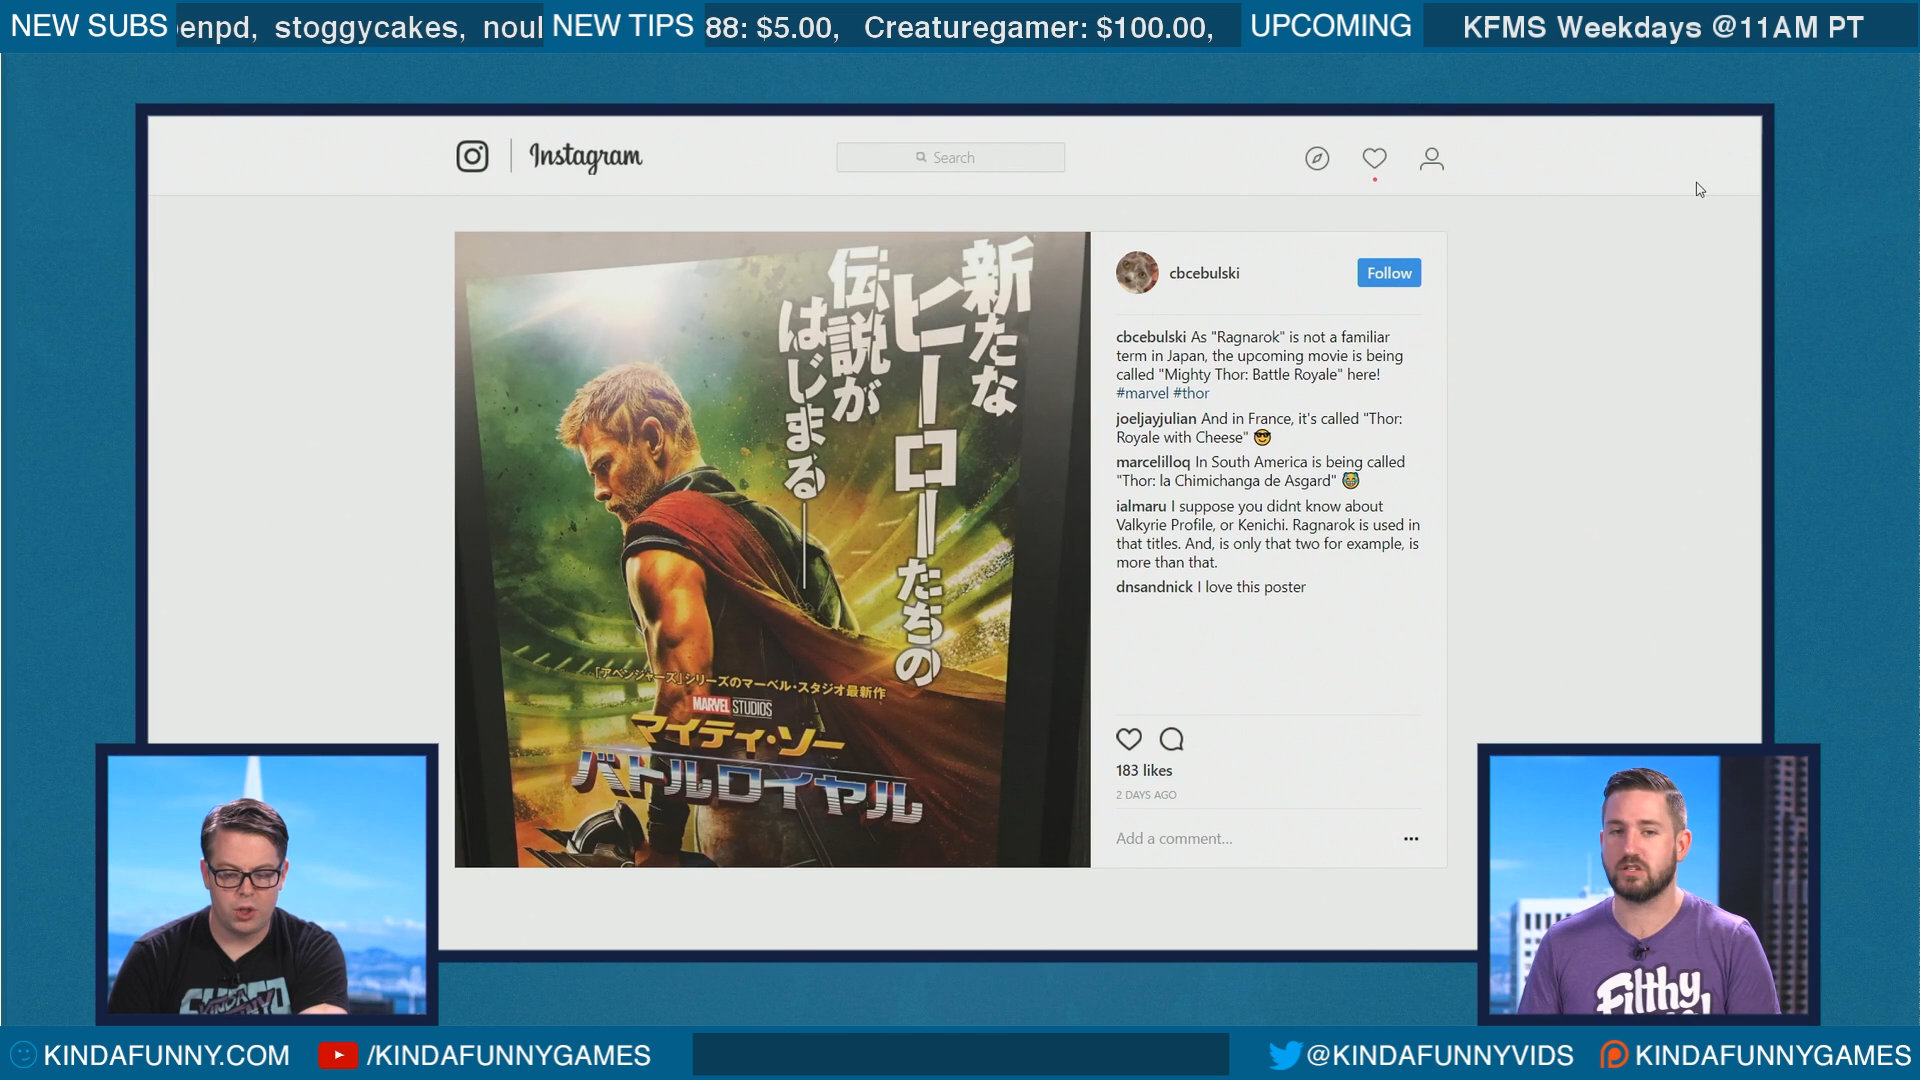 NEW SUBS
enpd, stoggycakes, noul
NEW TIPS
88: $5.00, Creaturegamer: $100.00,
UPCOMING
KFMS Weekdays @11AM PT
Instagram
Search
新たな
ヒーローたちの
伝説が
はじまる
「アベンジャーズ」シリーズのマーベル・スタジオ最新作
MARVEL STUDIOS
マイティ・ソー
バトルロイヤル
cbcebulski
Follow
cbcebulski As "Ragnarok" is not a familiar
term in Japan, the upcoming movie is being
called "Mighty Thor: Battle Royale" here!
#marvel #thor
joeljayjulian And in France, it's called "Thor:
Royale with Cheese" 😎
marcelilloq In South America is being called
"Thor: la Chimichanga de Asgard" 😹
ialmaru I suppose you didnt know about
Valkyrie Profile, or Kenichi. Ragnarok is used in
that titles. And, is only that two for example, is
more than that.
dnsandnick I love this poster
183 likes
2 DAYS AGO
Add a comment...
Filthy
KINDAFUNNY.COM
/KINDAFUNNYGAMES
@KINDAFUNNYVIDS
KINDAFUNNYGAMES